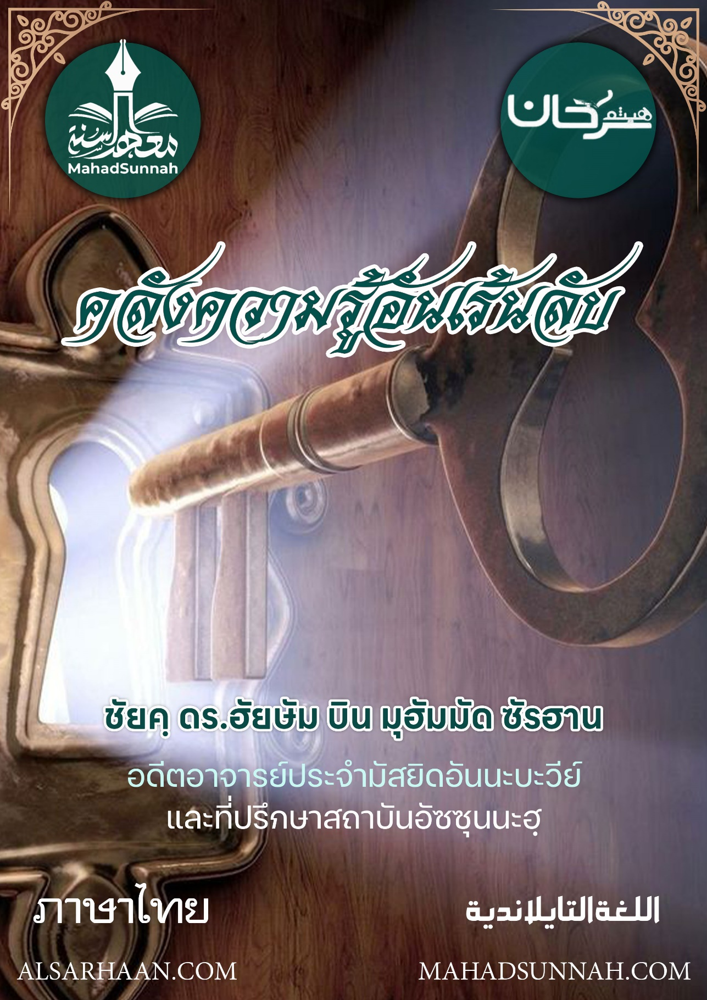 معهد السنة
MahadSunnah
هيثم سرحان
คลังความรู้อันเร้นลับ
ชัยคฺ ดร.ฮัยษัม บิน มุฮัมมัด ซัรฮาน
อดีตอาจารย์ประจำมัสยิดอันนะบะวีย์
และที่ปรึกษาสถาบันอัซซุนนะฮฺ
ภาษาไทย
اللغة التايلاندية
ALSARHAAN.COM
MAHADSUNNAH.COM